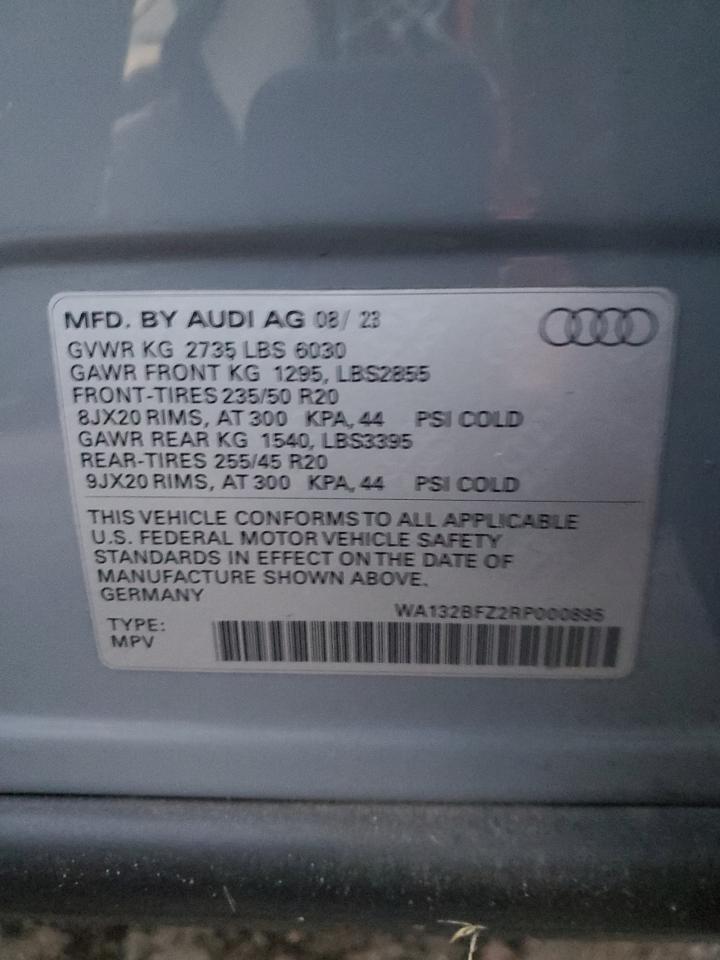 MFD. BY AUDI AG 08/ 23
GVWR KG 2735 LBS 6030
GAWR FRONT KG 1295, LBS2855
FRONT-TIRES 235/50 R20
8JX20 RIMS, AT 300 KPA, 44 PSI COLD
GAWR REAR KG 1540, LBS3395
REAR-TIRES 255/45 R20
9JX20 RIMS, AT 300 KPA, 44 PSI COLD
THIS VEHICLE CONFORMS TO ALL APPLICABLE
U.S. FEDERAL MOTOR VEHICLE SAFETY
STANDARDS IN EFFECT ON THE DATE OF
MANUFACTURE SHOWN ABOVE.
GERMANY
WA132BFZ2RP000895
TYPE:
MPV